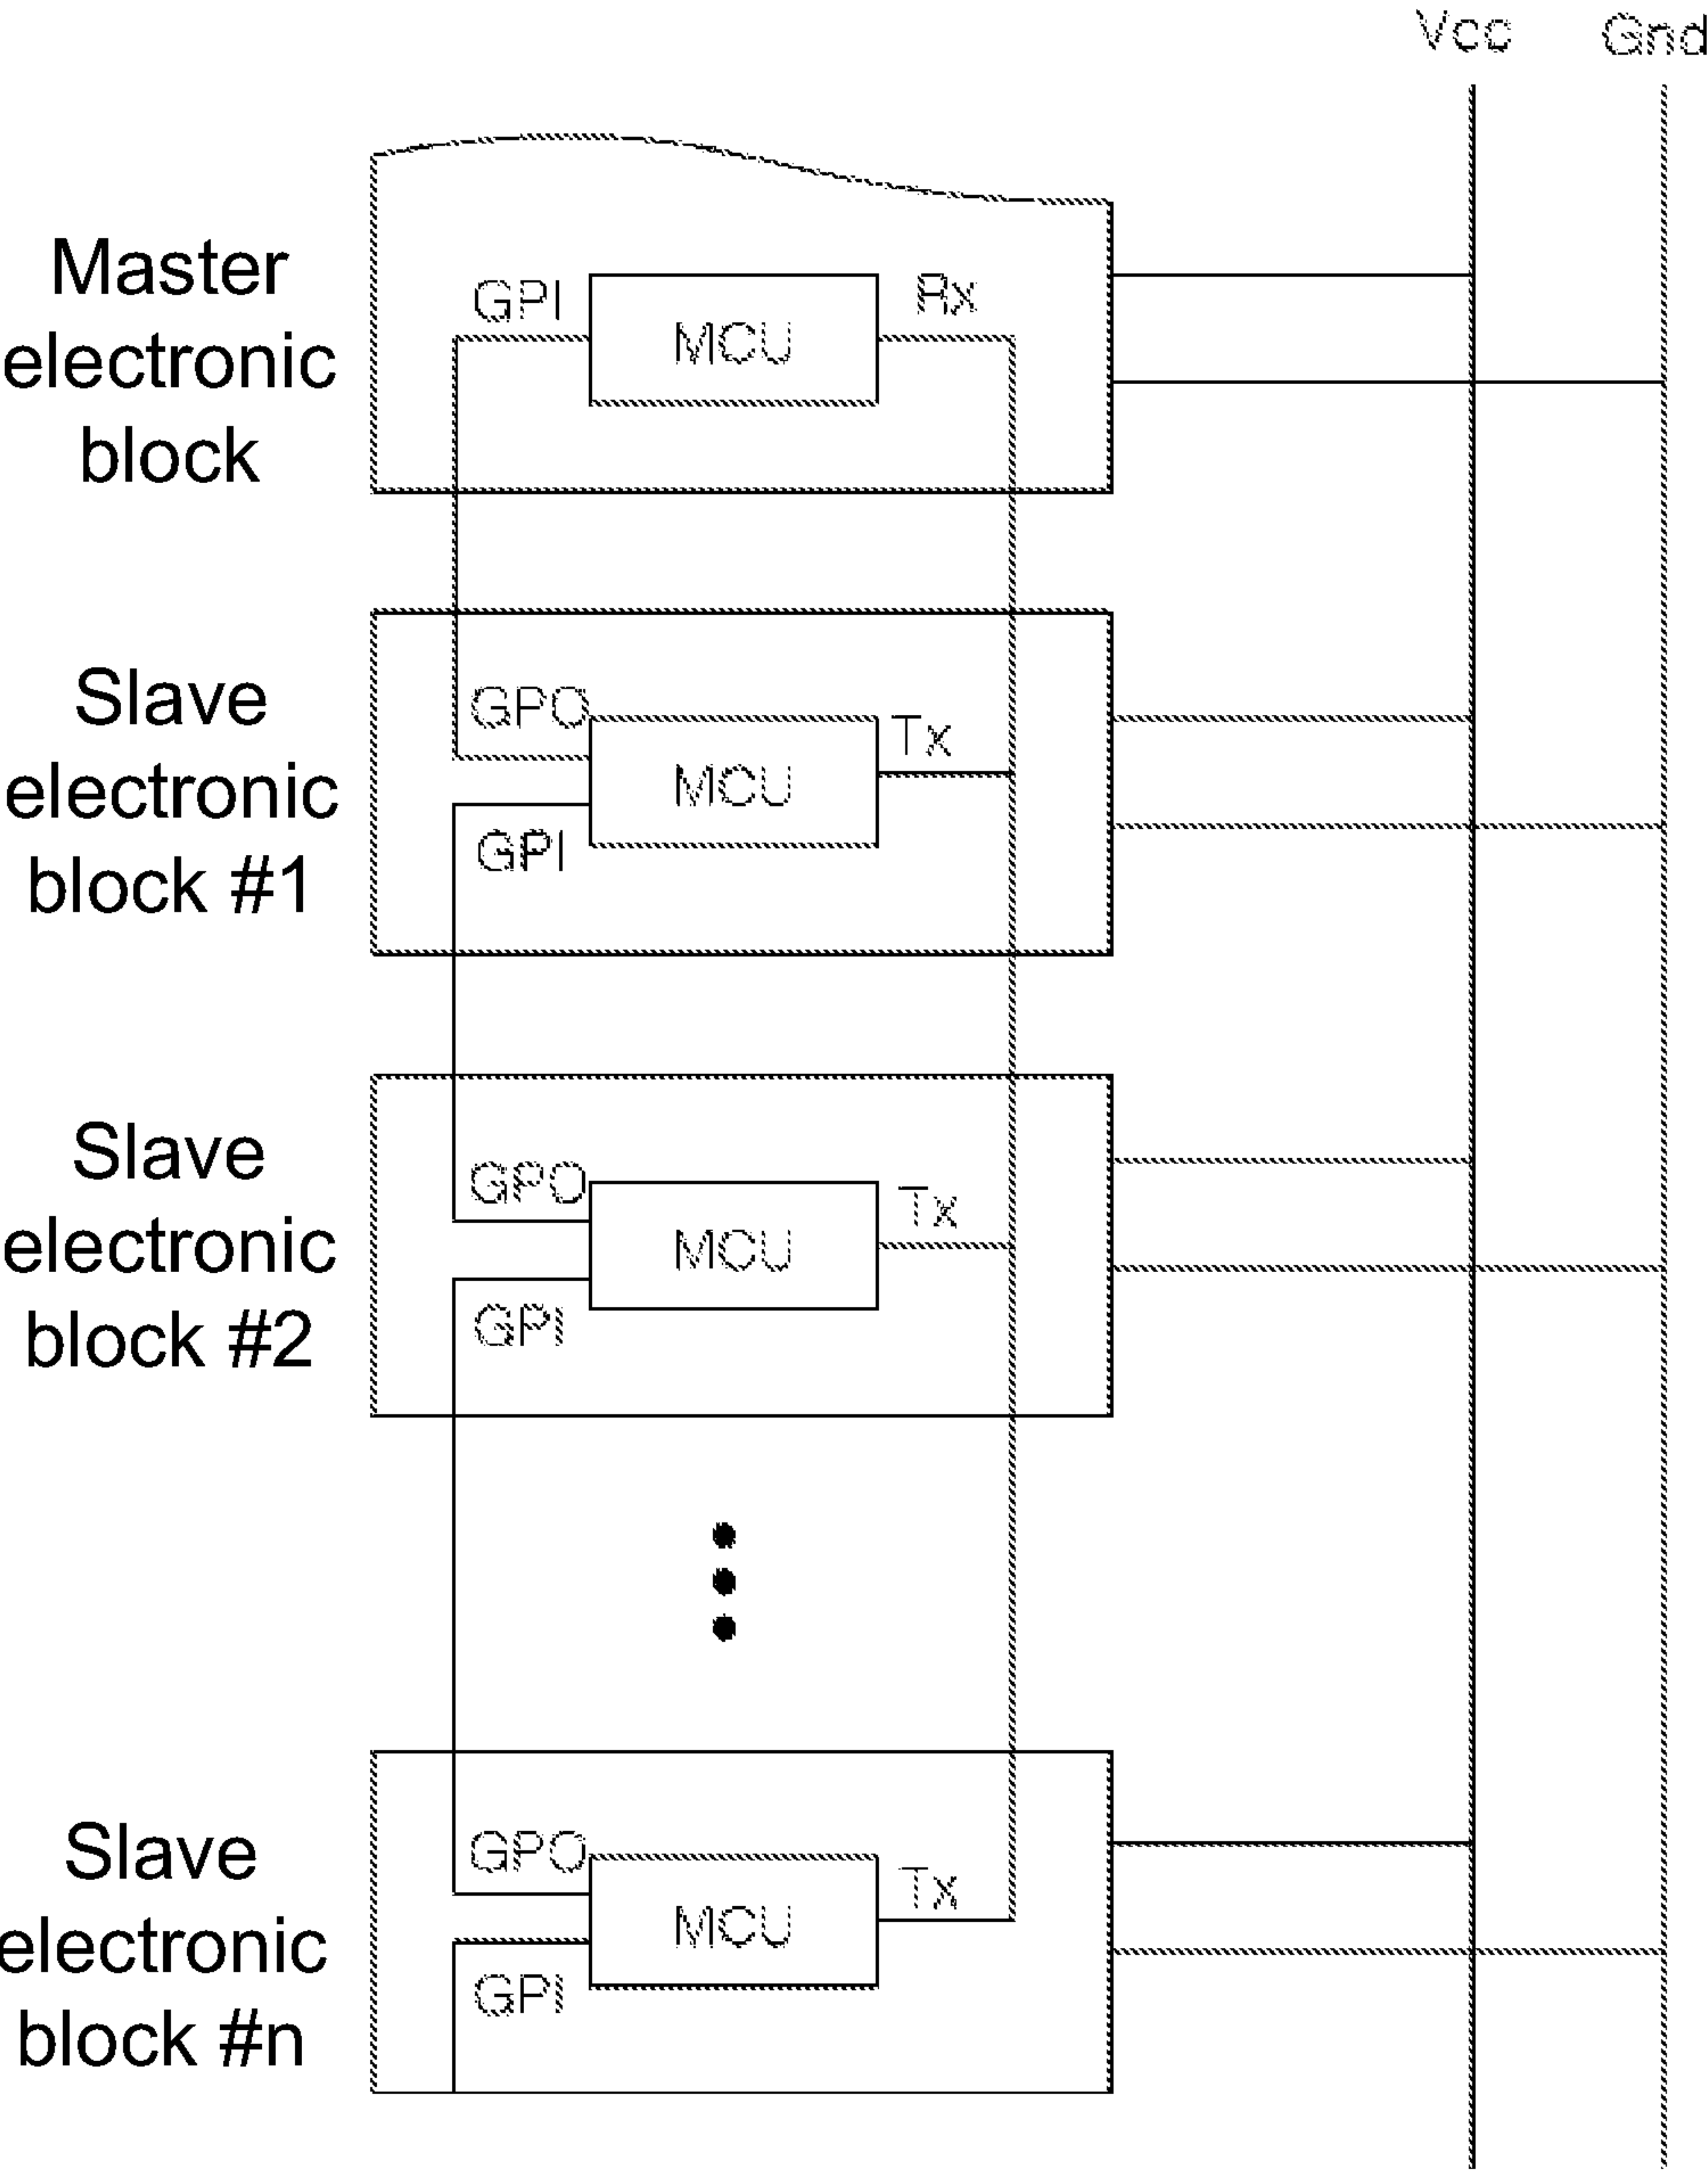 Vcc Gnd
Master
electronic
block
GPI
MCU
Rx
Slave
electronic
block #1
GPO
MCU
Tx
GPI
Slave
electronic
block #2
GPO
MCU
Tx
GPI
Slave
electronic
block #n
GPO
MCU
Tx
GPI